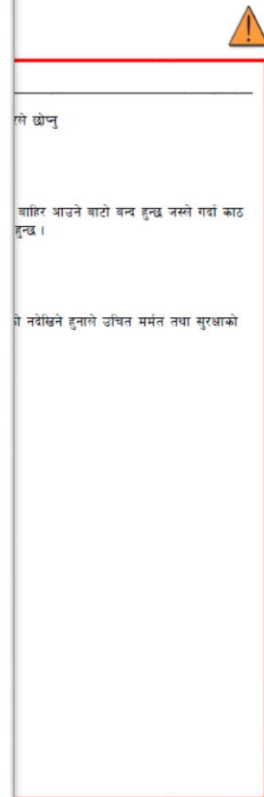 छोप्नु
बाहिर आउने बाटो बन्द हुन्छ जस्ले गर्दा काठ
हुन्छ ।
नदेखिने हुनाले उचित मर्मत तथा सुरक्षाको